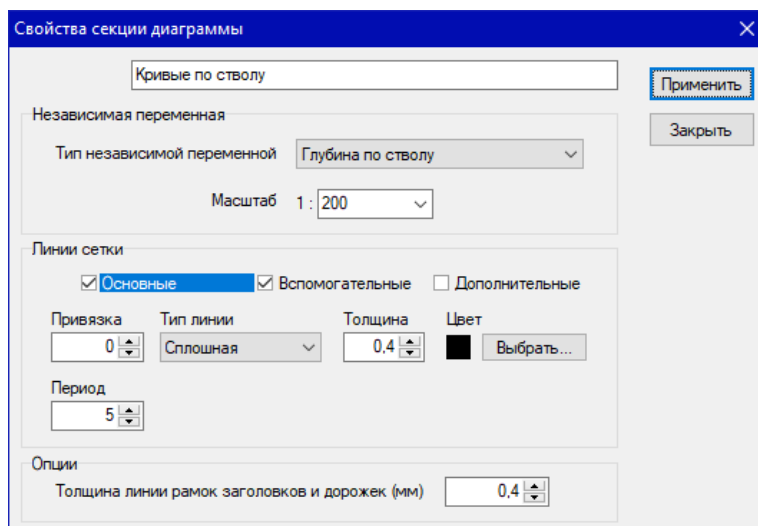 Свойства секции диаграммы
Кривые по стволу
Применить
Закрыть
Независимая переменная
Тип независимой переменной Глубина по стволу
Масштаб 1 : 200
Линии сетки
Основные Вспомогательные Дополнительные
Привязка Тип линии Толщина Цвет
0 Сплошная 0,4 Выбрать...
Период
5
Опции
Толщина линии рамок заголовков и дорожек (мм) 0,4